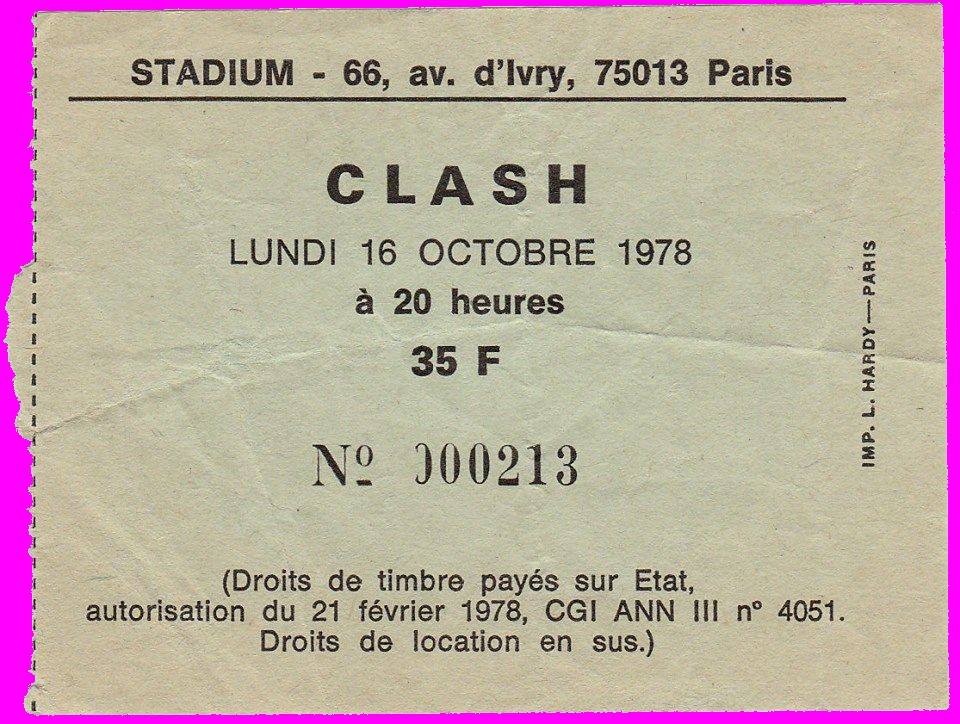 STADIUM - 66, av. d'Ivry, 75013 Paris
CLASH
LUNDI 16 OCTOBRE 1978
à 20 heures
35 F
Nº 000213
(Droits de timbre payés sur Etat,
autorisation du 21 février 1978, CGI ANN III n° 4051.
Droits de location en sus.)
IMP. L. HARDY—PARIS